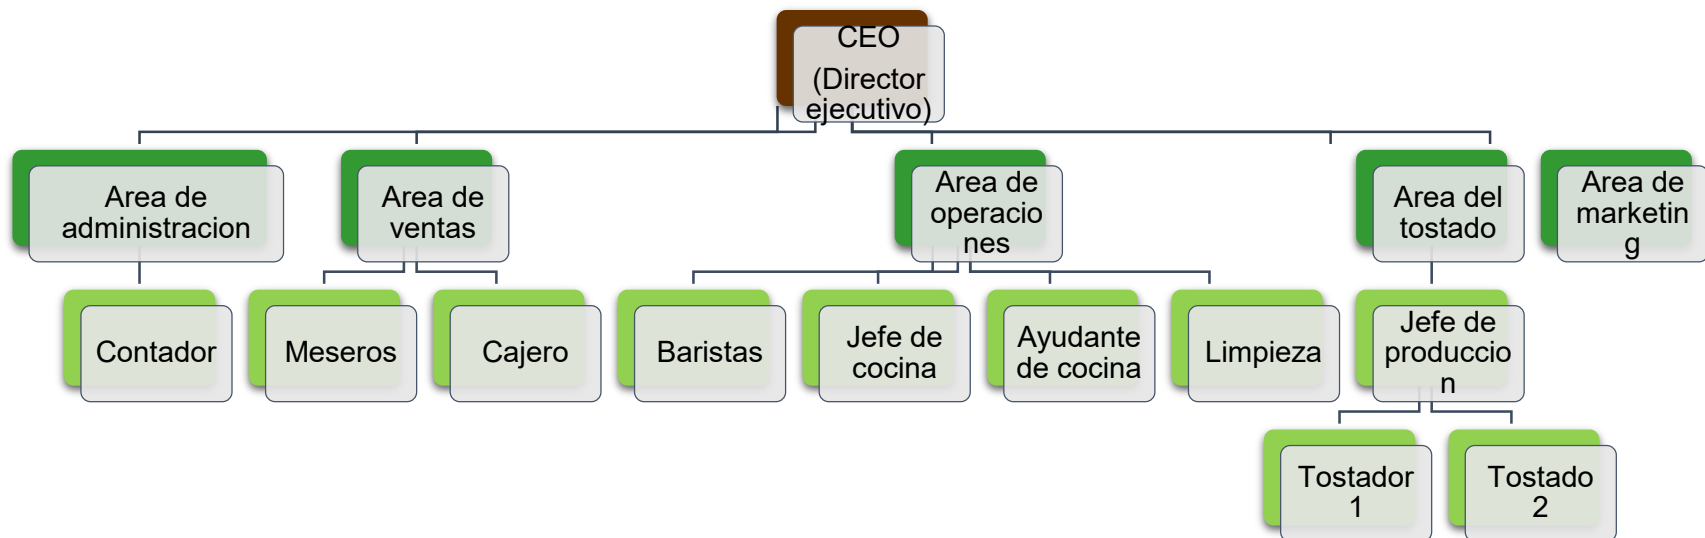 CEO
(Director
ejecutivo)
Area de
administracion
Area de
ventas
Area de
operacio
nes
Area del
tostado
Area de
marketin
g
Contador
Meseros
Cajero
Baristas
Jefe de
cocina
Ayudante
de cocina
Limpieza
Jefe de
produccio
n
Tostador
1
Tostado
2